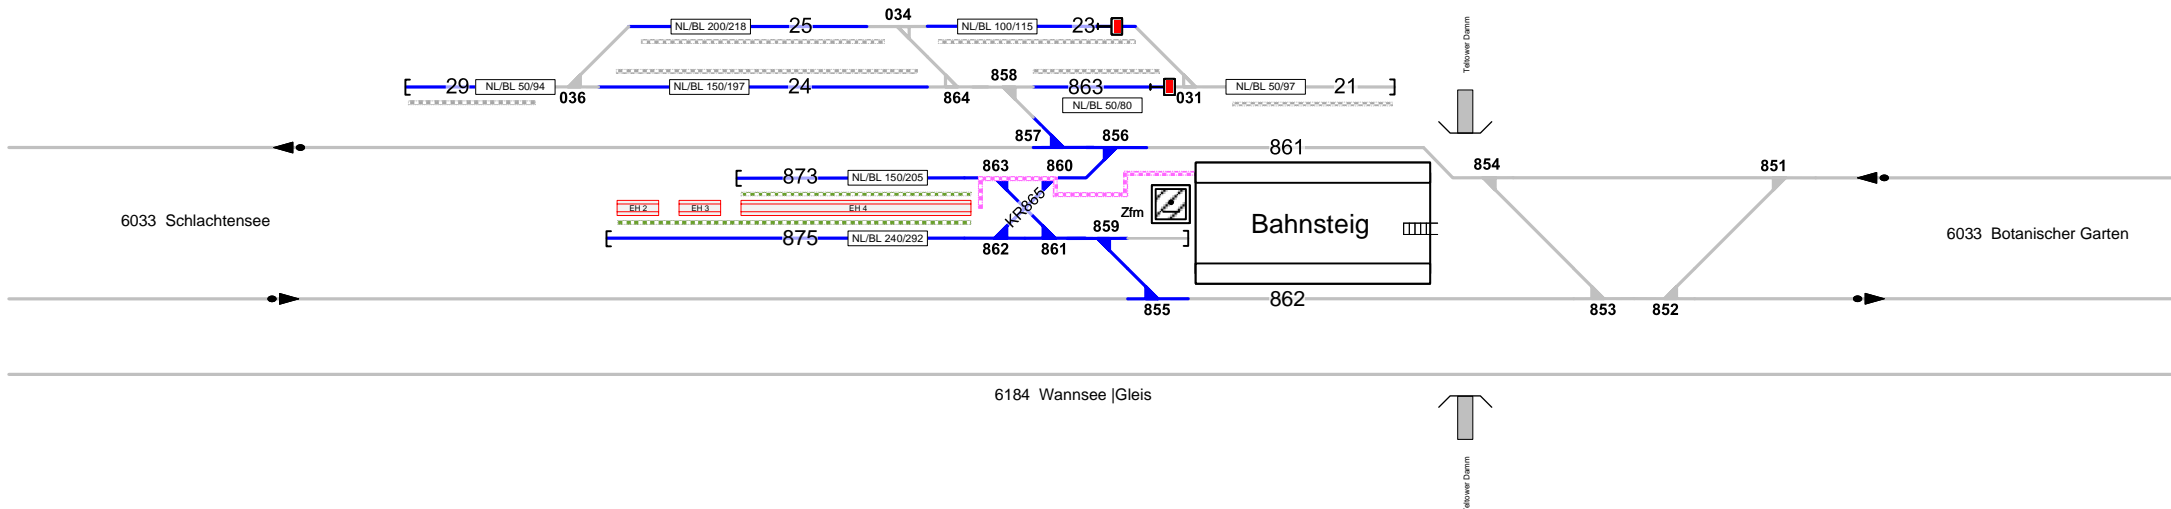 034
NL/BL 200/218
25
NL/BL 100/115
23
Teltower Damm
858
29
NL/BL 50/94
036
NL/BL 150/197
24
864
863
031
NL/BL 50/97
21
NL/BL 50/80
857
856
861
854
851
873
NL/BL 150/205
863
860
EH 2
EH 3
EH 4
KR865
Zfm
Bahnsteig
6033 Schlachtensee
6033 Botanischer Garten
875
NL/BL 240/292
862
861
859
862
855
853
852
6184 Wannsee |Gleis
eltower Damm